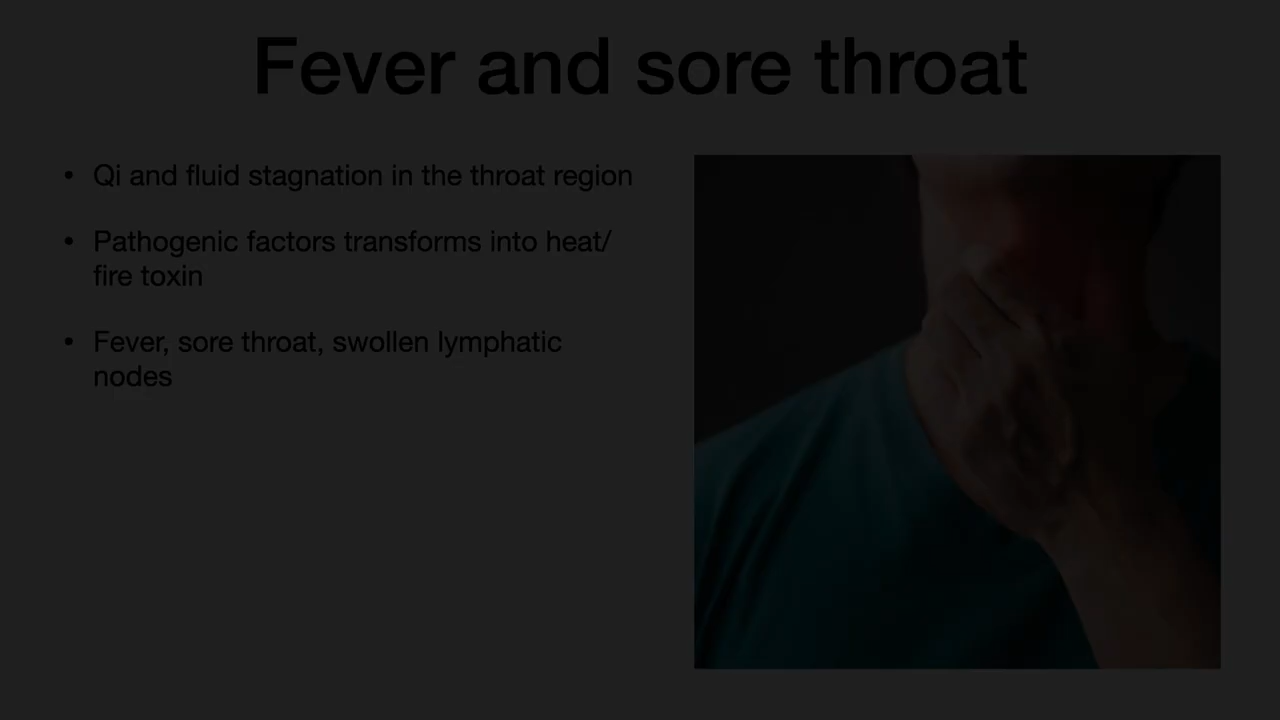 Fever and sore throat
• Qi and fluid stagnation in the throat region
• Pathogenic factors transforms into heat/
fire toxin
• Fever, sore throat, swollen lymphatic
nodes